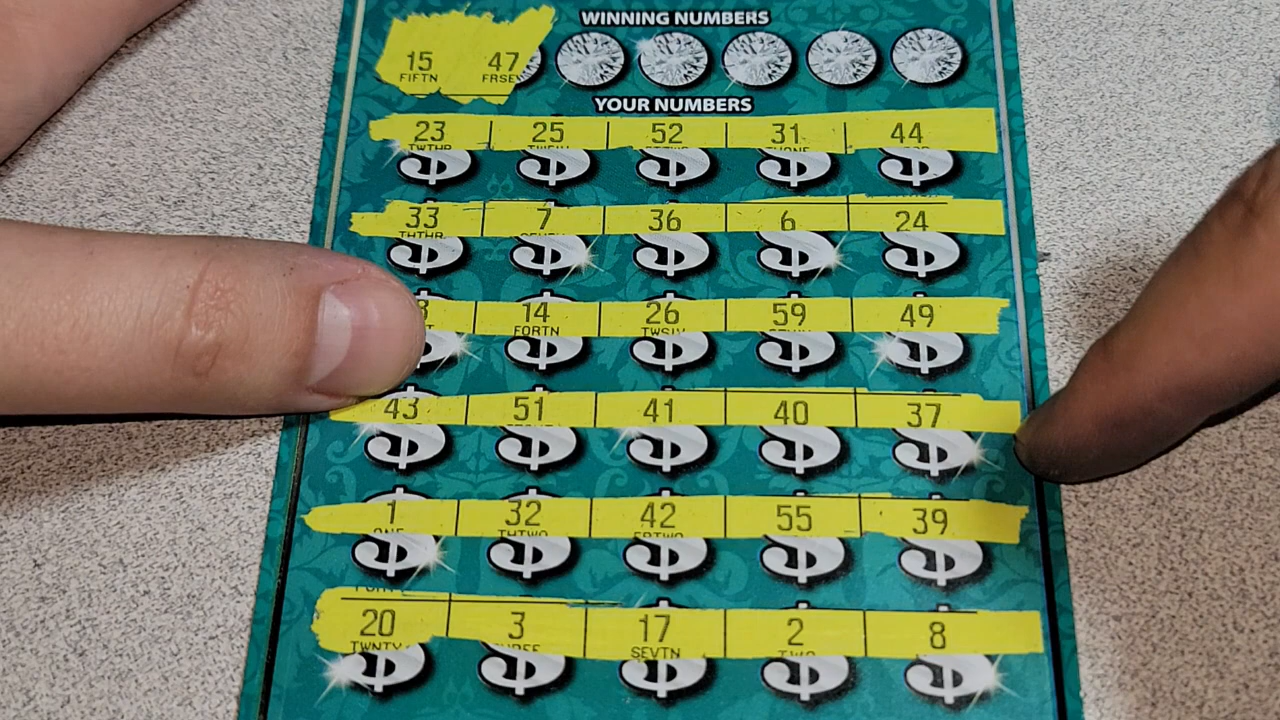 WINNING NUMBERS
15 47
FIFTN
YOUR NUMBERS
23 25 52 31 44
TWTHR
33 7 36 6 24
THTHR
14 26 59 49
FORTN TWSIX
43 51 41 40 37
1 32 42 55 39
ONE THTWO FRTWO
20 3 17 2 8
TWNTY THREE SEVTN TWO